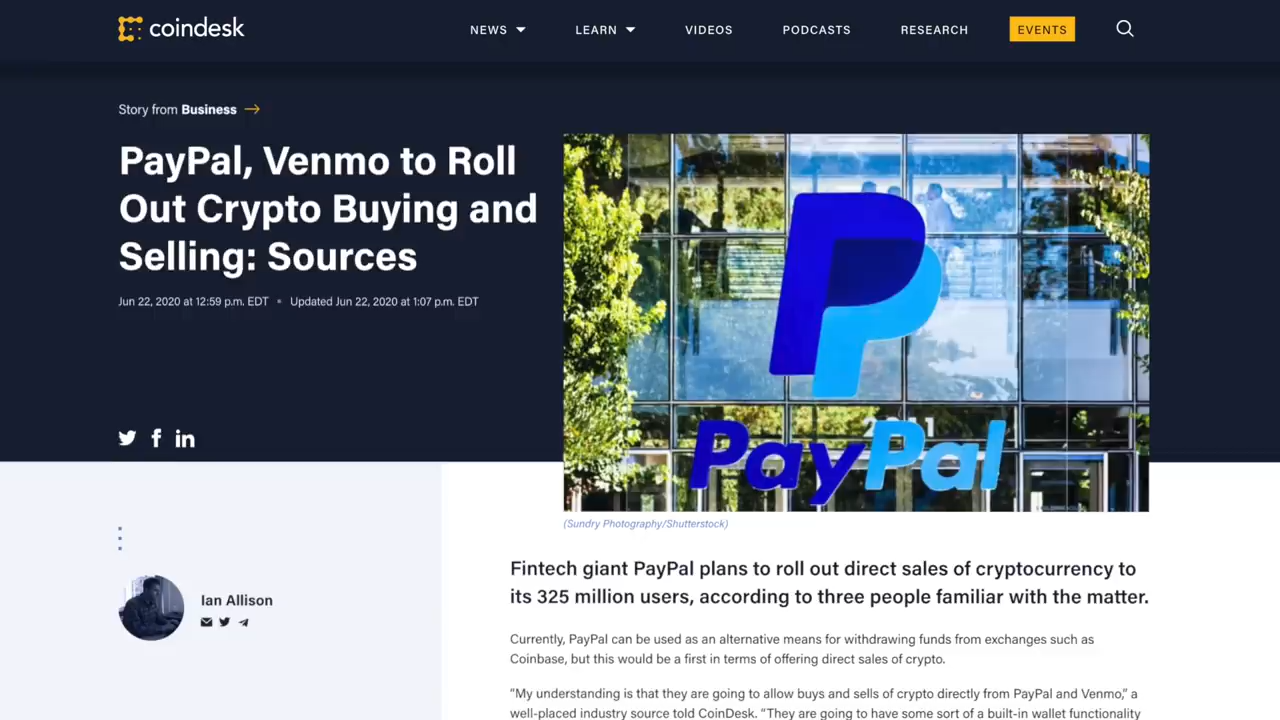 coindesk
NEWS
LEARN
VIDEOS
PODCASTS
RESEARCH
EVENTS
Story from Business
PayPal, Venmo to Roll
Out Crypto Buying and
Selling: Sources
Jun 22, 2020 at 12:59 p.m. EDT • Updated Jun 22, 2020 at 1:07 p.m. EDT
PayPal
(Sundry Photography/Shutterstock)
Ian Allison
Fintech giant PayPal plans to roll out direct sales of cryptocurrency to
its 325 million users, according to three people familiar with the matter.
Currently, PayPal can be used as an alternative means for withdrawing funds from exchanges such as
Coinbase, but this would be a first in terms of offering direct sales of crypto.
“My understanding is that they are going to allow buys and sells of crypto directly from PayPal and Venmo,” a
well-placed industry source told CoinDesk. “They are going to have some sort of a built-in wallet functionality